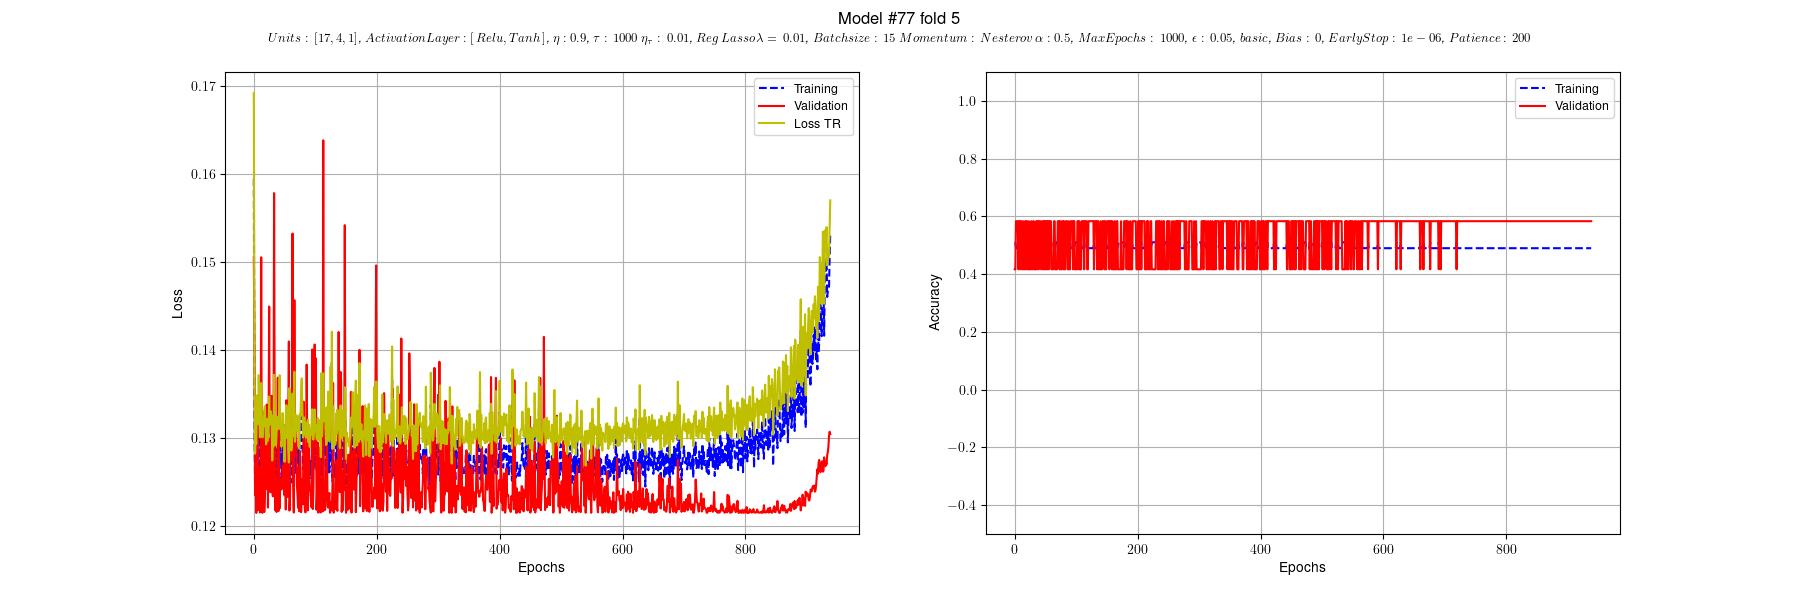 Model #77 fold 5
Units : [17, 4, 1], ActivationLayer : [ Relu, Tanh ], η : 0.9, τ : 1000 η_τ : 0.01, Reg Lasso λ = 0.01, Batchsize : 15 Momentum : Nesterov α : 0.5, MaxEpochs : 1000, ϵ : 0.05, basic, Bias : 0, EarlyStop : 1e − 06, Patience : 200
Training
Validation
Loss TR
0.17
0.16
0.15
0.14
0.13
0.12
Loss
0 200 400 600 800
Epochs
Training
Validation
1.0
0.8
0.6
0.4
0.2
0.0
−0.2
−0.4
Accuracy
0 200 400 600 800
Epochs